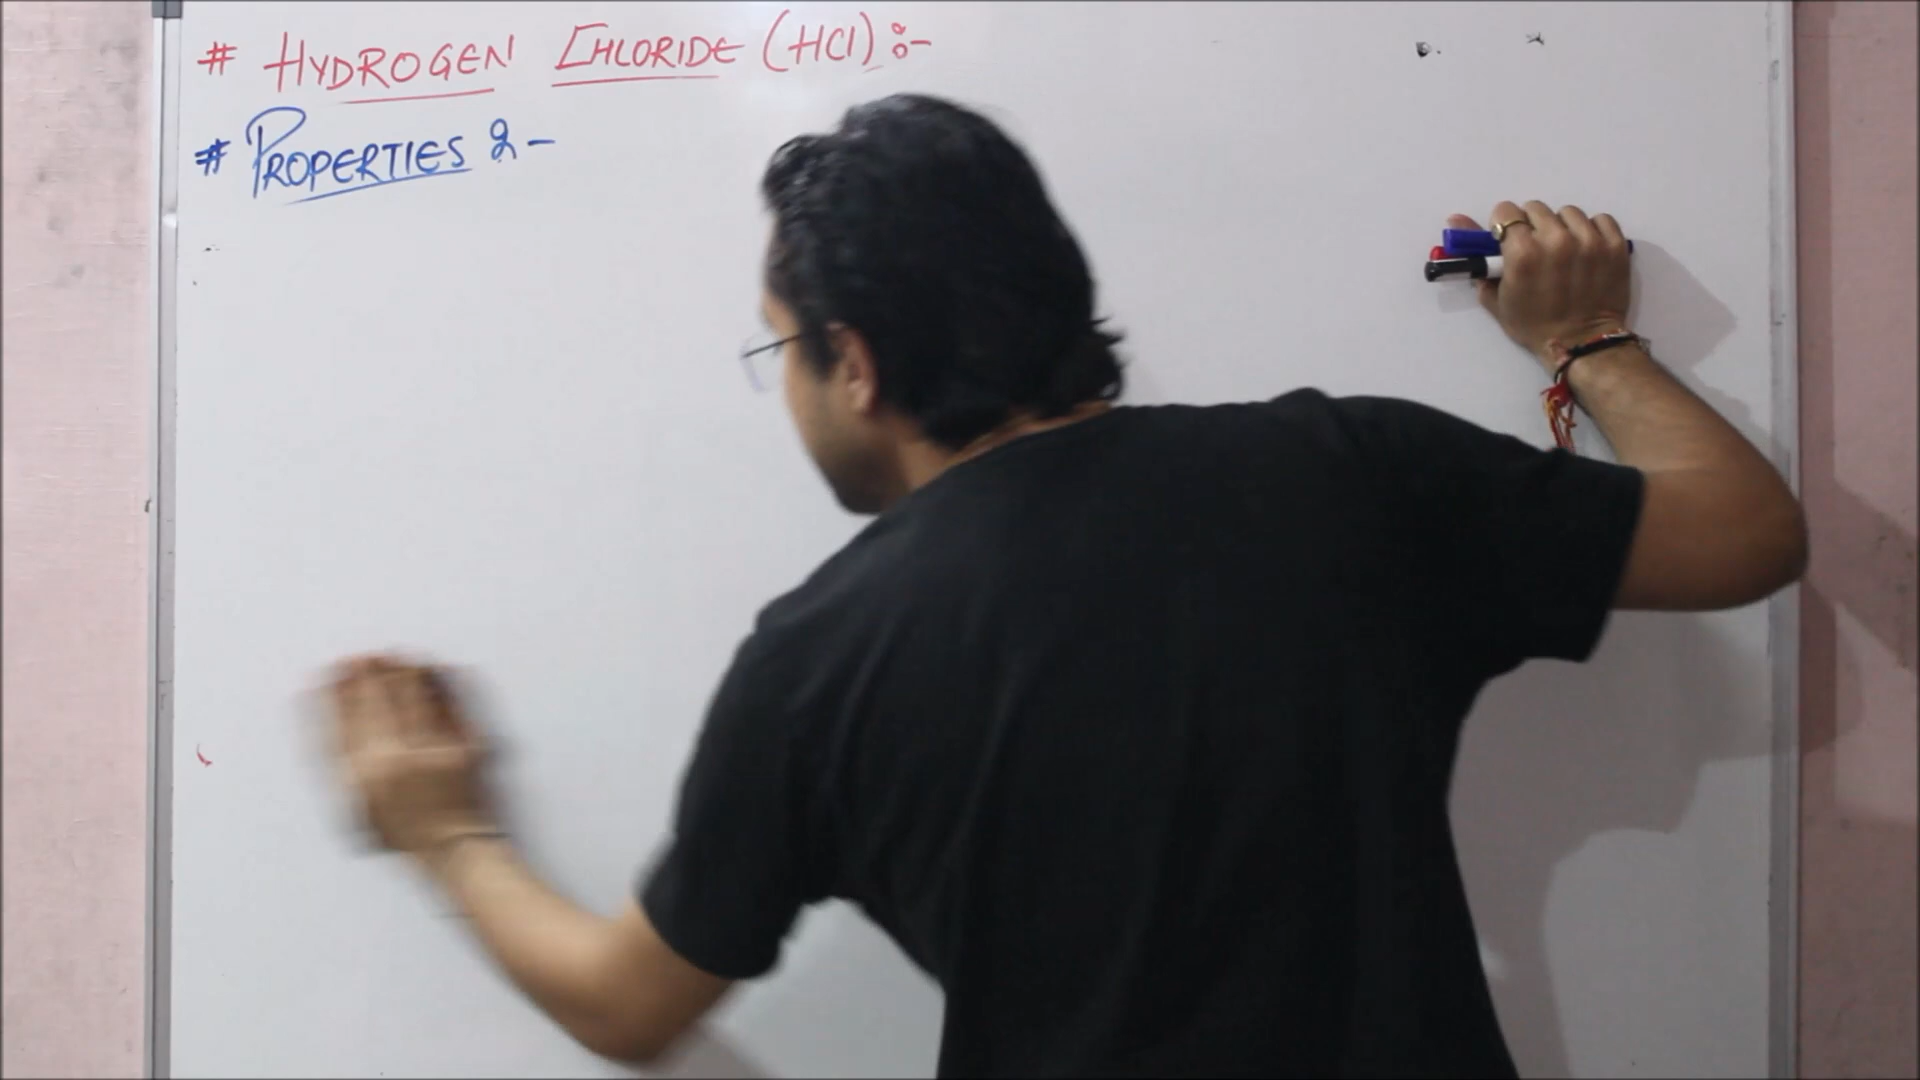 # HYDROGEN CHLORIDE (HCl) :-
# PROPERTIES :-